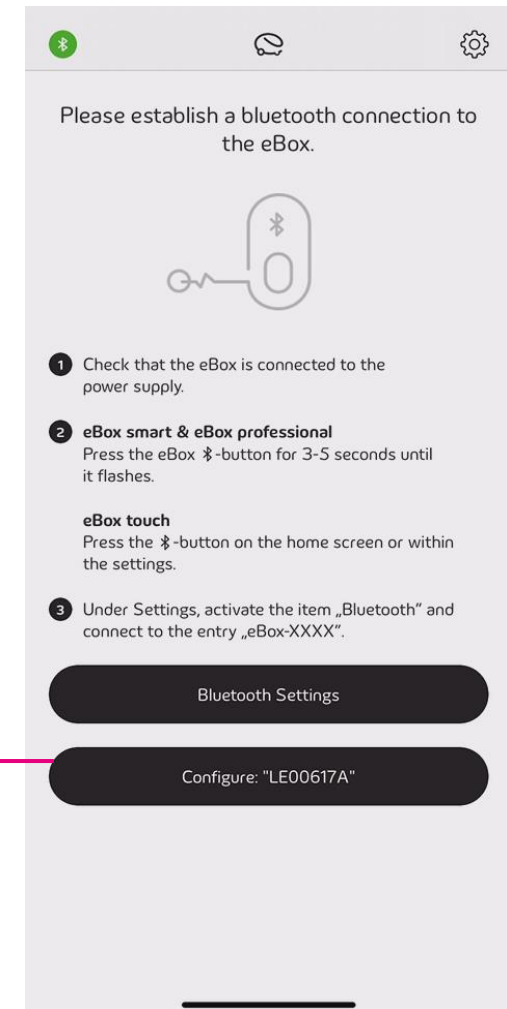 Please establish a bluetooth connection to
the eBox.
1 Check that the eBox is connected to the
power supply.
2 eBox smart & eBox professional
Press the eBox -button for 3-5 seconds until
it flashes.
eBox touch
Press the -button on the home screen or within
the settings.
3 Under Settings, activate the item „Bluetooth” and
connect to the entry „eBox-XXXX”.
Bluetooth Settings
Configure: "LE00617A"